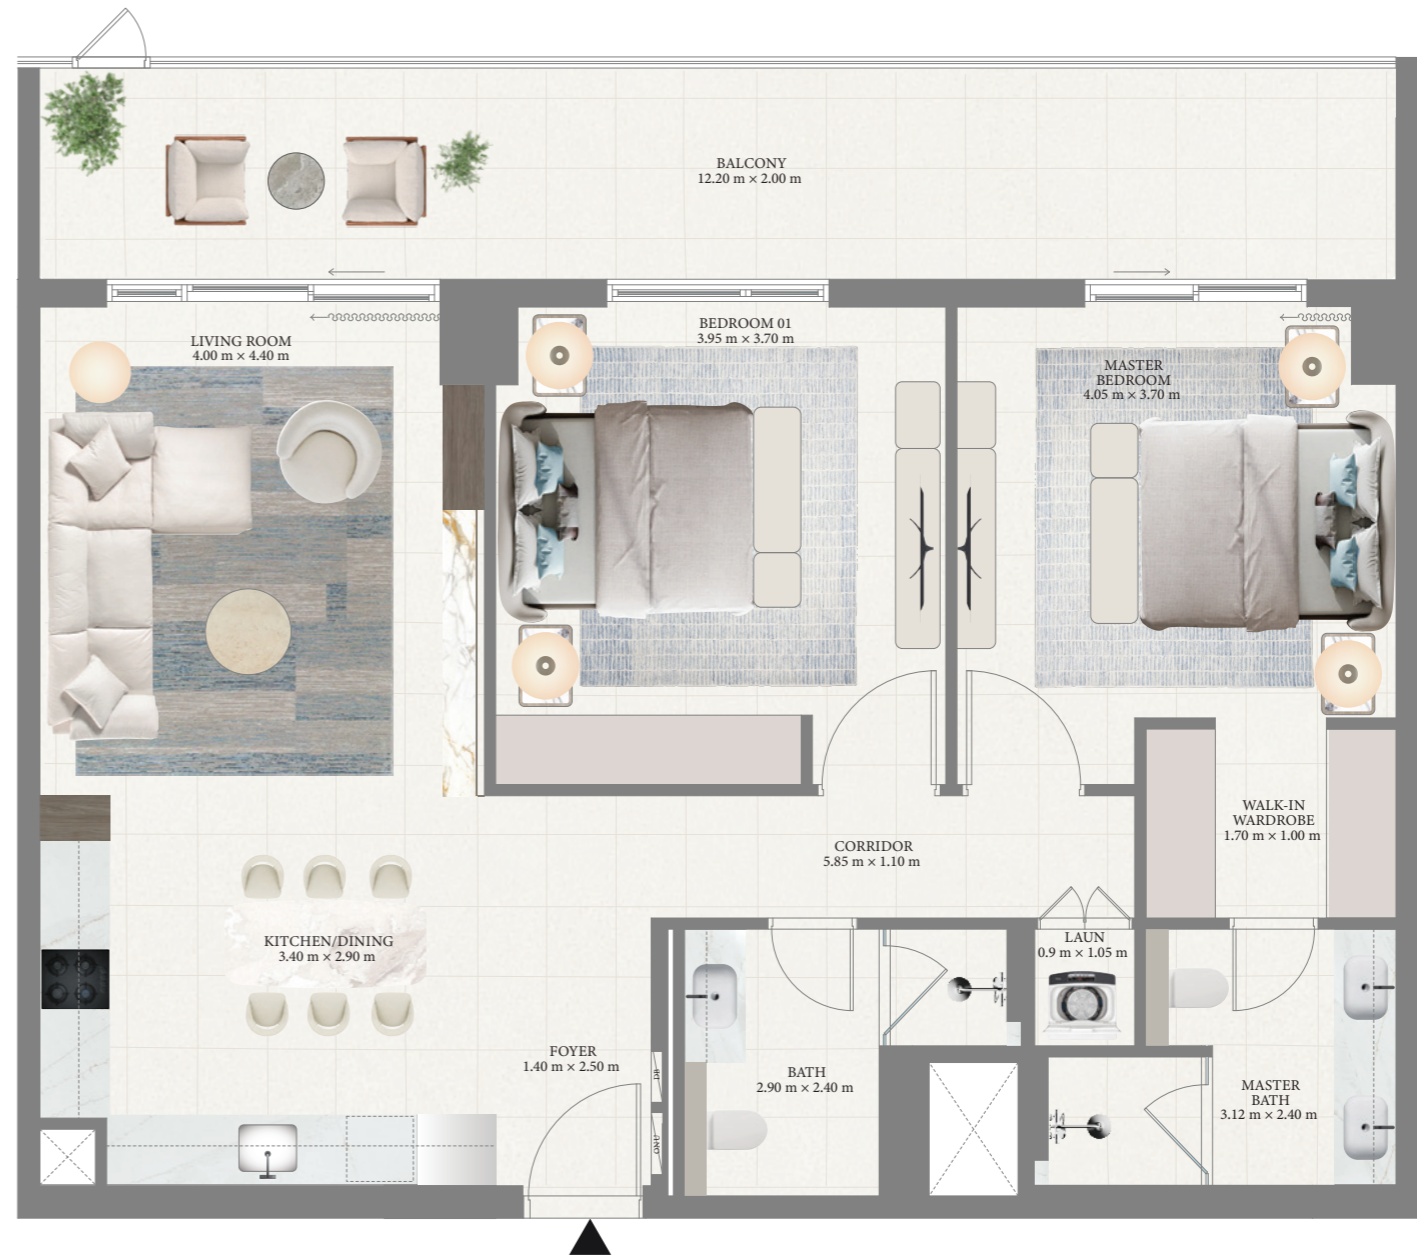 BALCONY
12.20 m × 2.00 m
LIVING ROOM
4.00 m × 4.40 m
BEDROOM 01
3.95 m × 3.70 m
MASTER
BEDROOM
4.05 m × 3.70 m
WALK-IN
WARDROBE
1.70 m × 1.00 m
CORRIDOR
5.85 m × 1.10 m
KITCHEN/DINING
3.40 m × 2.90 m
LAUN
0.9 m × 1.05 m
FOYER
1.40 m × 2.50 m
DB
ONU
BATH
2.90 m × 2.40 m
MASTER
BATH
3.12 m × 2.40 m